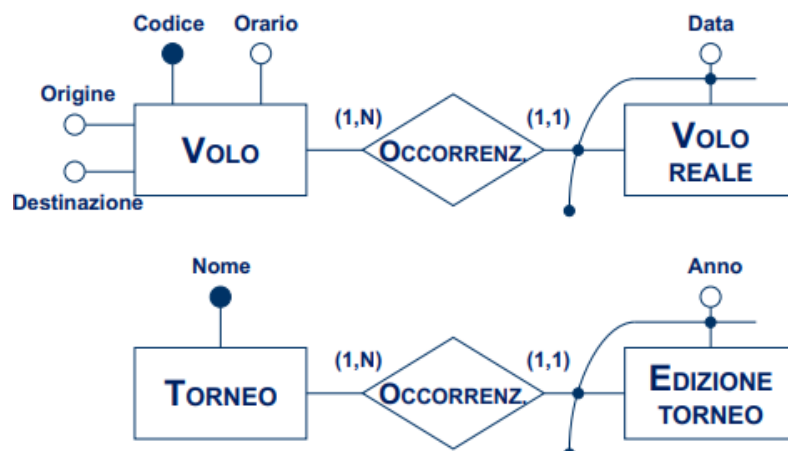 Codice
Orario
Data
Origine
(1,N)
(1,1)
VOLO
OCCORRENZ.
VOLO
REALE
Destinazione
Nome
Anno
(1,N)
(1,1)
TORNEO
OCCORRENZ.
EDIZIONE
TORNEO